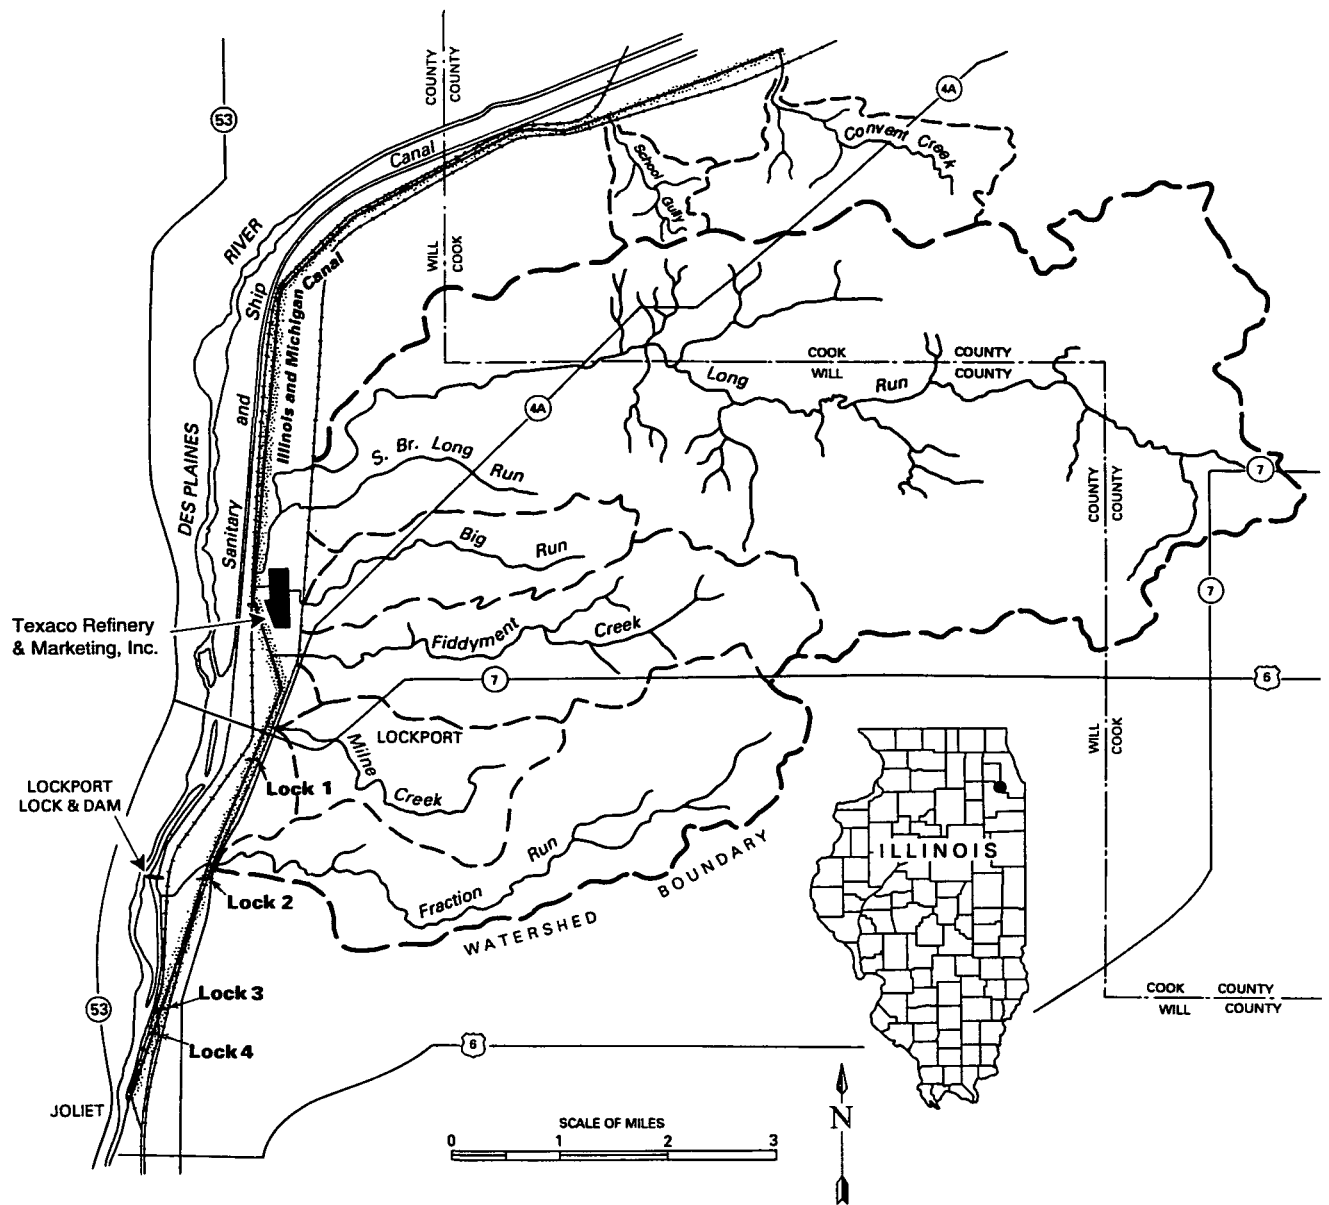 COUNTY
COUNTY
4A
53
Convent Creek
Canal
School
Gully
RIVER
WILL
COOK
Canal
Ship
Illinois and Michigan
COOK COUNTY
WILL COUNTY
Long Run
and
4A
S. Br. Long Run
DES PLAINES
7
COUNTY
COUNTY
Sanitary
Big Run
7
Texaco Refinery
& Marketing, Inc.
Fiddyment Creek
7
6
LOCKPORT
WILL
COOK
Milne
Creek
LOCKPORT
LOCK & DAM
Lock 1
ILLINOIS
Run
Fraction
Lock 2
WATERSHED BOUNDARY
Lock 3
53
COOK COUNTY
WILL COUNTY
Lock 4
6
JOLIET
N
SCALE OF MILES
0 1 2 3